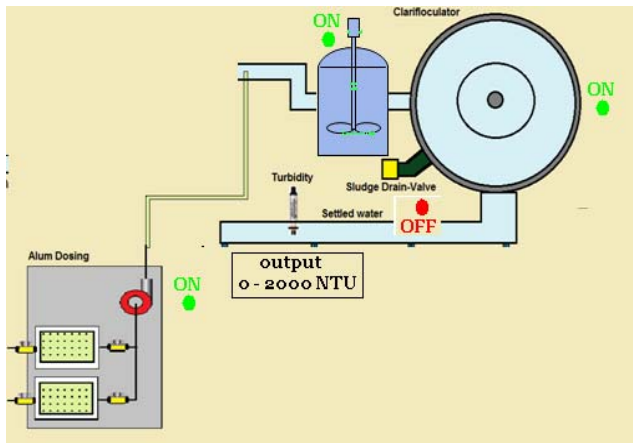 Clarifloculator
ON
ON
Turbidity
Sludge Drain-Valve
Settled water
OFF
Alum Dosing
ON
output
0 - 2000 NTU